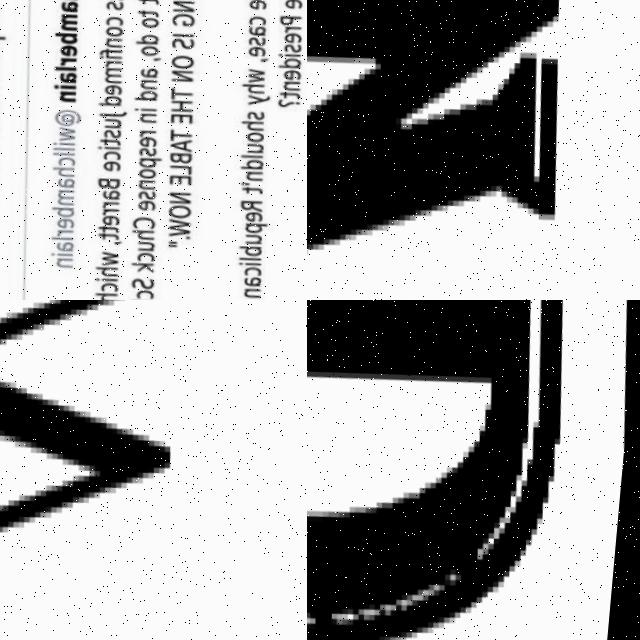 amberlain @willchamberlain
s confirmed Justice Barrett, which
t to do, and in response Chuck Sc
NG IS ON THE TABLE NOW."
e case, why shouldn't Republican
e President?